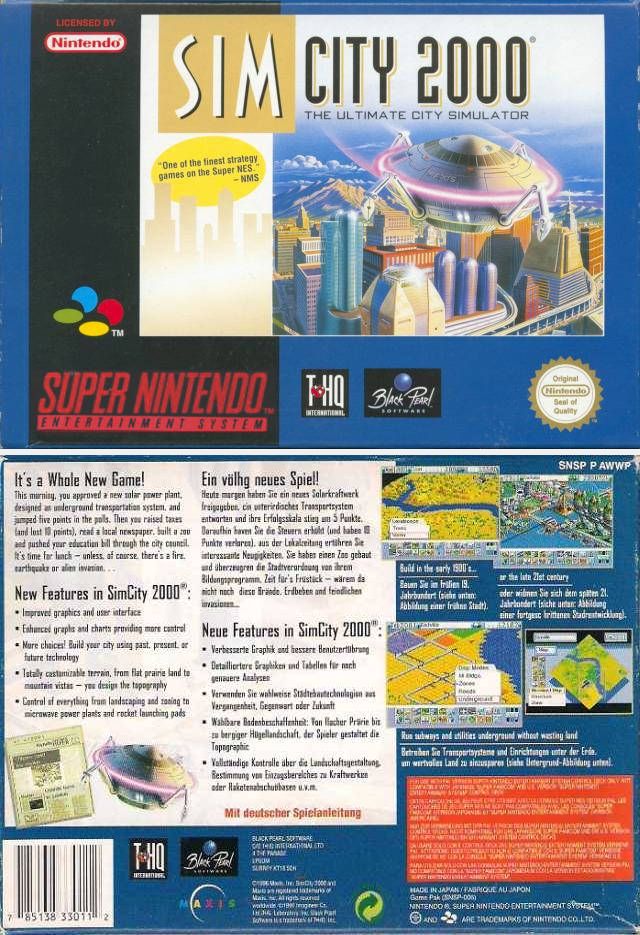 LICENSED BY
Nintendo
SIM CITY 2000
THE ULTIMATE CITY SIMULATOR
"One of the finest strategy
games on the Super NES."
– NMS
TM
SUPER NINTENDO
ENTERTAINMENT SYSTEM
T·HQ
INTERNATIONAL
Black Pearl
SOFTWARE
Original
Nintendo
Seal of
Quality
SNSP P AWWP
It's a Whole New Game!
This morning, you approved a new solar power plant,
designed an underground transportation system, and
jumped five points in the polls. Then you raised taxes
(and lost 10 points), read a local newspaper, built a zoo
and pushed your education bill through the city council.
It's time for lunch – unless, of course, there's a fire,
earthquake or alien invasion. . .
New Features in SimCity 2000®:
• Improved graphics and user interface
• Enhanced graphs and charts providing more control
• More choices! Build your city using past, present, or
future technology
• Totally customizable terrain, from flat prairie land to
mountain vistas – you design the topography
• Control of everything from landscaping and zoning to
microwave power plants and rocket launching pads
Ein völlig neues Spiel!
Heute morgen haben Sie ein neues Solarkraftwerk
freigegeben, ein unterirdisches Transportsystem
entworfen und ihre Erfolgsskala stieg um 5 Punkte.
Daraufhin haben Sie die Steuern erhöht (und haben 10
Punkte verloren), aus der Lokalzeitung erführen Sie
interessante Neuigkeiten, Sie haben einen Zoo gebaut
und überzeugten die Stadtverordnung von ihrem
Bildungsprogramm. Zeit für's Früstück – wären da
nicht noch diese Brände, Erdbeben und feindlichen
invasionen...
Neue Features in SimCity 2000®:
• Verbesserte Graphik und bessere Benutzerführung
• Detailliertere Graphiken und Tabellen für noch
genauere Analysen
• Verwenden Sie wahlweise Städtebautechnologien aus
Vergangenheit, Gegenwart oder Zukunft
• Wählbare Bodenbeschaffenheit: Von flacher Prärie bis
zu bergiger Hügellandschaft, der Spieler gestaltet die
Topographie
• Vollständige Kontrolle über die Landschaftsgestaltung,
Bestimmung von Einzugsbereichen zu Kraftwerken
oder Raketenabschußbasen u.v.m.
Mit deutscher Spielanleitung
Build in the early 1900's...
Bauen Sie im frühen 19.
Jahrhundert (siehe unten:
Abbildung einer frühen Stadt).
or the late 21st century
oder widmen Sie sich dem späten 21.
Jahrhundert (siche unten: Abbildung
einer fortgesc hrittenen Stadtentwicklung).
Zones
Roads
Underground
Run subways and utilities underground without wasting land
Betreiben Sie Transportsysteme und Einrichtungen unter der Erde,
um wertvolles Land zu einzusparen (siehe Untergrund-Abbildung unten).
T·HQ
INTERNATIONAL
Black Pearl
SOFTWARE
BLACK PEARL SOFTWARE
C/O THQ INTERNATIONAL LTD
4 THE PARADE
EPSOM
SURREY KT18 5DH
MAXIS
©1996 Maxis, Inc. SimCity 2000 and
Maxis are registered trademarks of
Maxis, Inc. All rights reserved
MADE IN JAPAN / FABRIQUE AU JAPON
Game Pak (SNSP-006)
NINTENDO®, SUPER NINTENDO ENTERTAINMENT SYSTEM™
AND ARE TRADEMARKS OF NINTENDO CO., LTD.
7 85138 33011 2